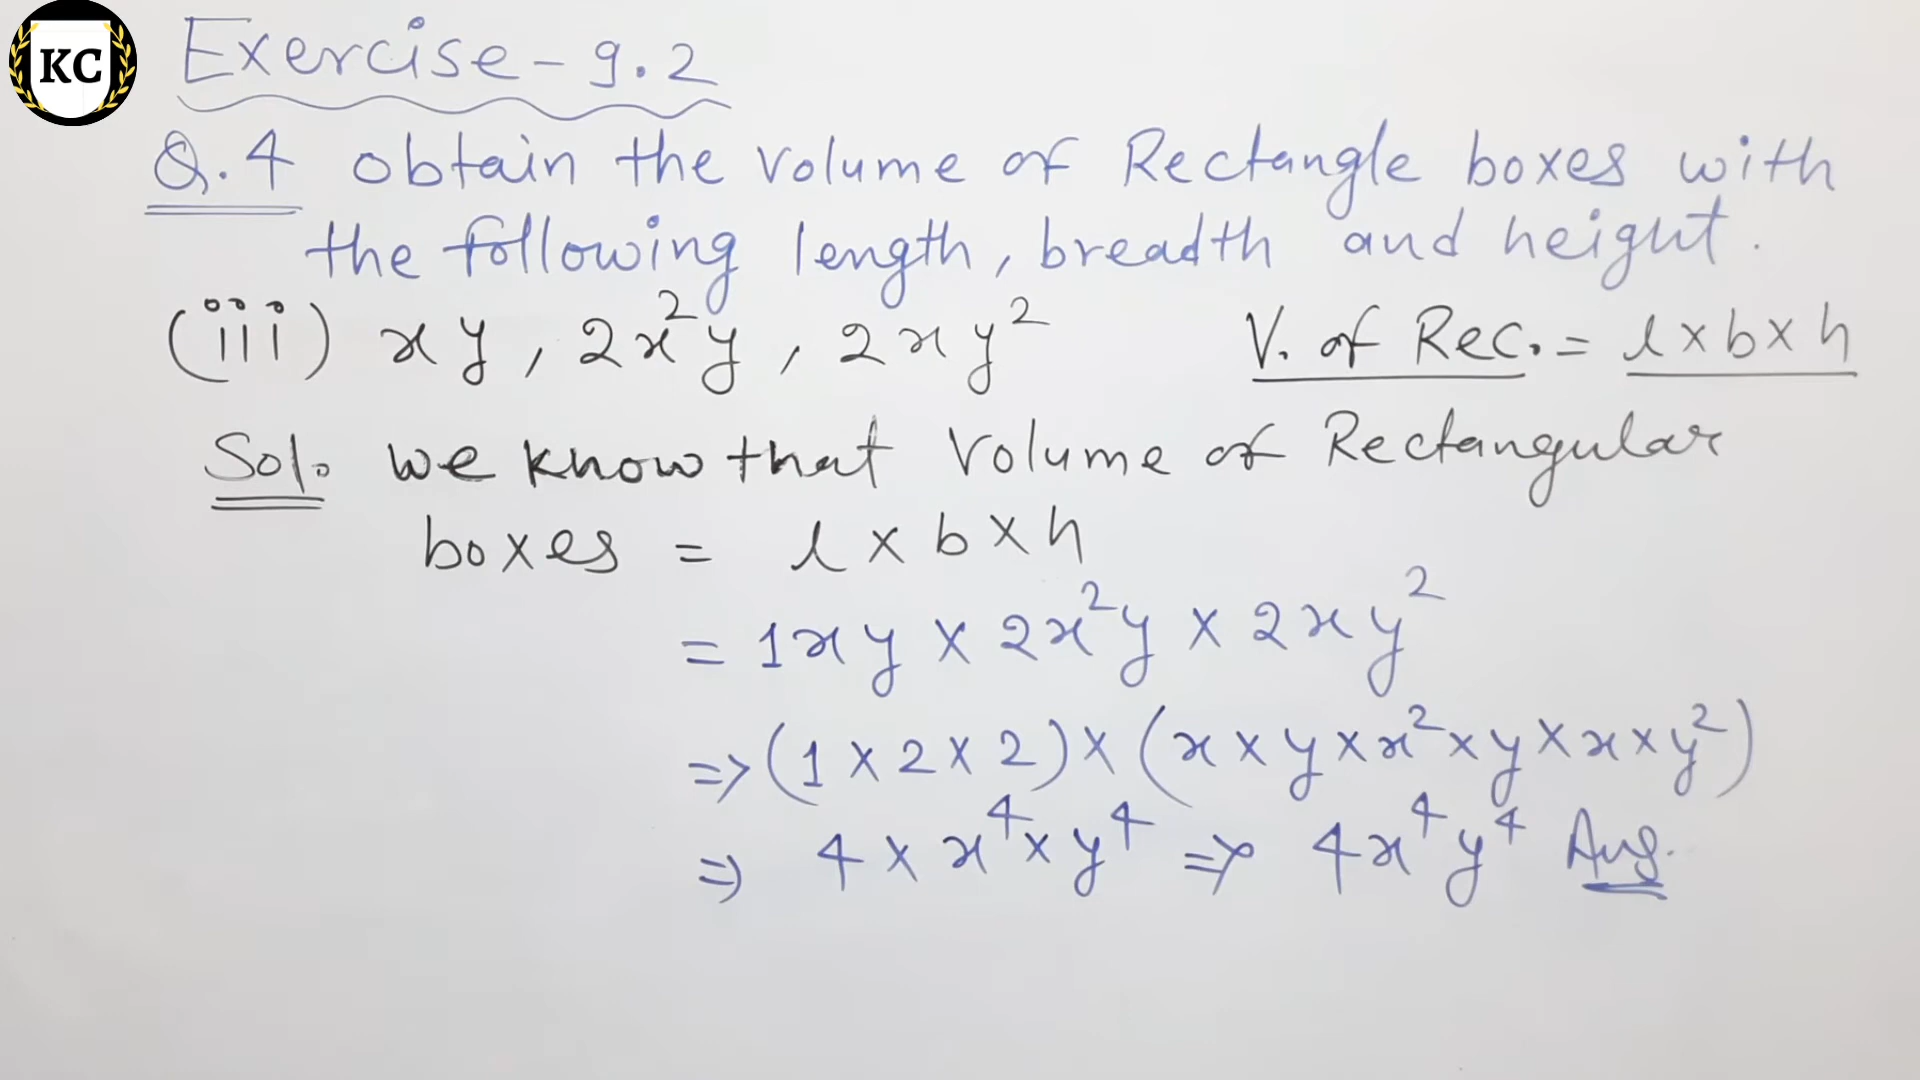 KC
Exercise - 9.2
Q.4 obtain the volume of Rectangle boxes with
the following length, breadth and height.
(iii) xy, 2x²y, 2xy² V. of Rec. = l×b×h
Sol. we know that Volume of Rectangular
boxes = l × b × h
= 1xy × 2x²y × 2xy²
=> (1 × 2 × 2) × (x × y × x² × y × x × y²)
=> 4 × x⁴ × y⁴ => 4x⁴y⁴ Ans.